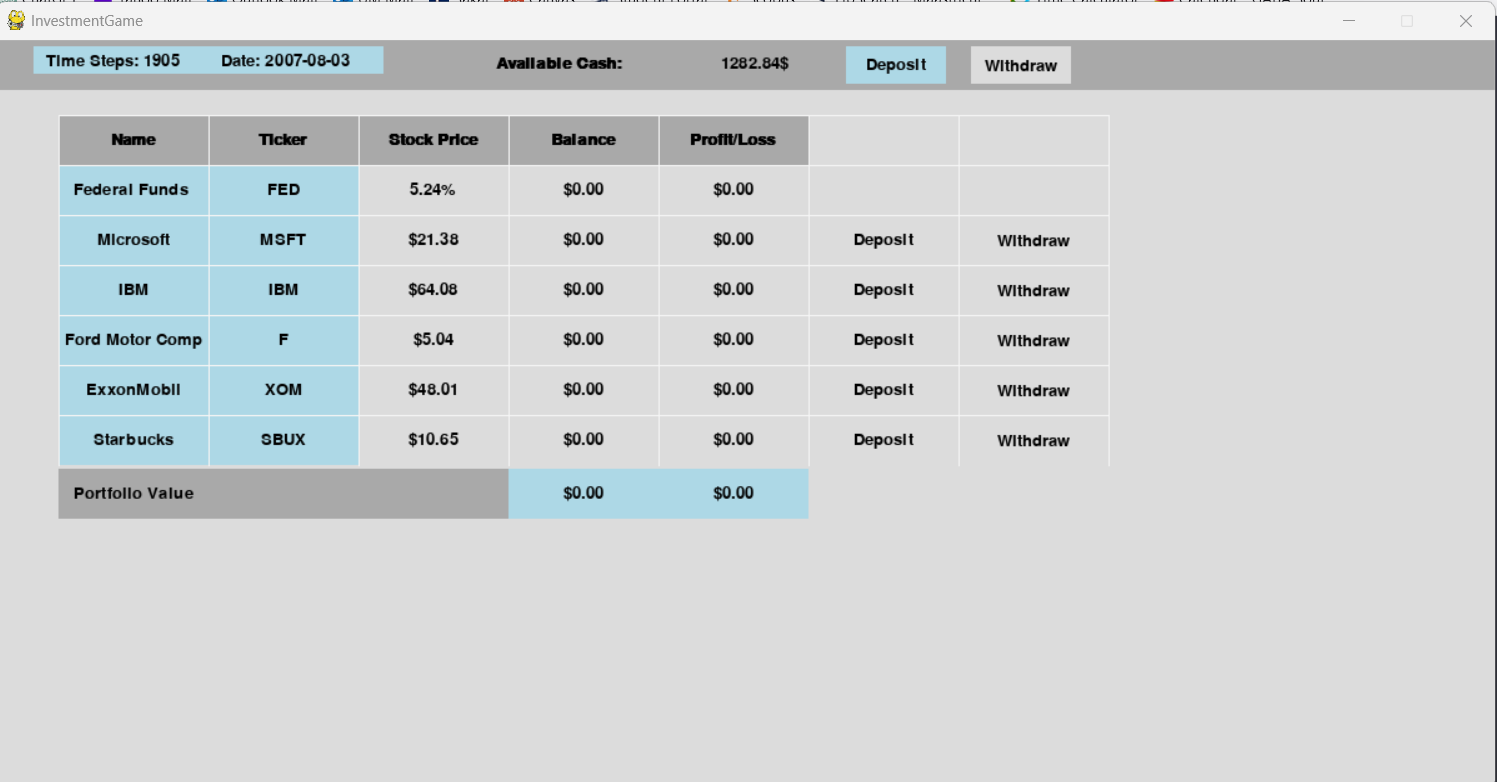 InvestmentGame
Time Steps: 1905 Date: 2007-08-03 Available Cash: 1282.84$ Deposit Withdraw
Name Ticker Stock Price Balance Profit/Loss
Federal Funds FED 5.24% $0.00 $0.00
Microsoft MSFT $21.38 $0.00 $0.00 Deposit Withdraw
IBM IBM $64.08 $0.00 $0.00 Deposit Withdraw
Ford Motor Comp F $5.04 $0.00 $0.00 Deposit Withdraw
ExxonMobil XOM $48.01 $0.00 $0.00 Deposit Withdraw
Starbucks SBUX $10.65 $0.00 $0.00 Deposit Withdraw
Portfolio Value $0.00 $0.00